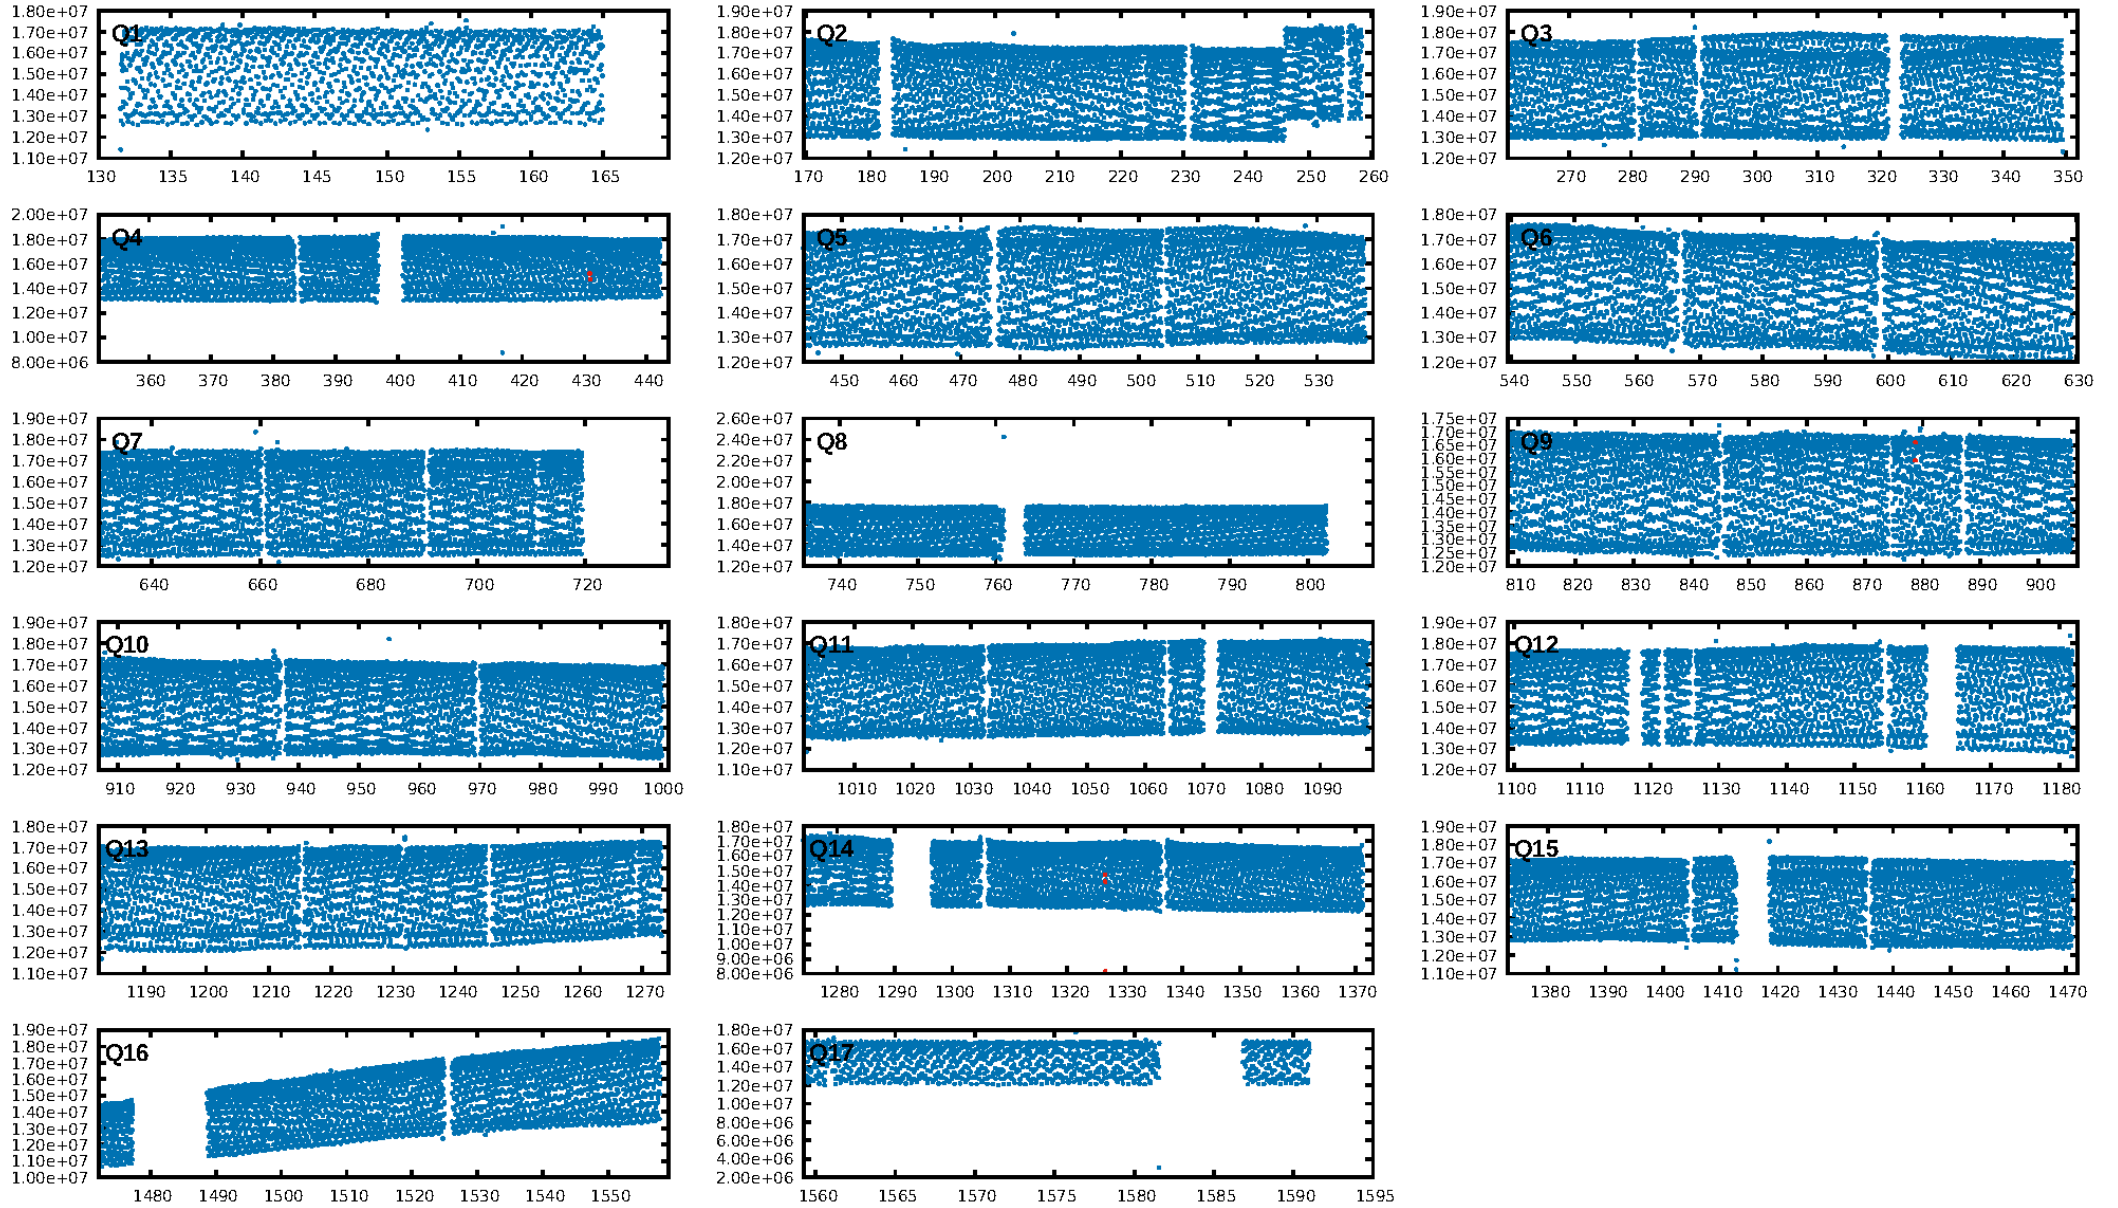 1.80e+07 1.70e+07 1.60e+07 1.50e+07 1.40e+07 1.30e+07 1.20e+07 1.10e+07
Q1
130 135 140 145 150 155 160 165
1.90e+07 1.80e+07 1.70e+07 1.60e+07 1.50e+07 1.40e+07 1.30e+07 1.20e+07
Q2
170 180 190 200 210 220 230 240 250 260
1.90e+07 1.80e+07 1.70e+07 1.60e+07 1.50e+07 1.40e+07 1.30e+07 1.20e+07
Q3
270 280 290 300 310 320 330 340 350
2.00e+07 1.80e+07 1.60e+07 1.40e+07 1.20e+07 1.00e+07 8.00e+06
Q4
360 370 380 390 400 410 420 430 440
1.80e+07 1.70e+07 1.60e+07 1.50e+07 1.40e+07 1.30e+07 1.20e+07
Q5
450 460 470 480 490 500 510 520 530
1.80e+07 1.70e+07 1.60e+07 1.50e+07 1.40e+07 1.30e+07 1.20e+07
Q6
540 550 560 570 580 590 600 610 620 630
1.90e+07 1.80e+07 1.70e+07 1.60e+07 1.50e+07 1.40e+07 1.30e+07 1.20e+07
Q7
640 660 680 700 720
2.60e+07 2.40e+07 2.20e+07 2.00e+07 1.80e+07 1.60e+07 1.40e+07 1.20e+07
Q8
740 750 760 770 780 790 800
1.75e+07 1.70e+07 1.65e+07 1.60e+07 1.55e+07 1.50e+07 1.45e+07 1.40e+07 1.35e+07 1.30e+07 1.25e+07 1.20e+07
Q9
810 820 830 840 850 860 870 880 890 900
1.90e+07 1.80e+07 1.70e+07 1.60e+07 1.50e+07 1.40e+07 1.30e+07 1.20e+07
Q10
910 920 930 940 950 960 970 980 990 1000
1.80e+07 1.70e+07 1.60e+07 1.50e+07 1.40e+07 1.30e+07 1.20e+07 1.10e+07
Q11
1010 1020 1030 1040 1050 1060 1070 1080 1090
1.90e+07 1.80e+07 1.70e+07 1.60e+07 1.50e+07 1.40e+07 1.30e+07 1.20e+07
Q12
1100 1110 1120 1130 1140 1150 1160 1170 1180
1.80e+07 1.70e+07 1.60e+07 1.50e+07 1.40e+07 1.30e+07 1.20e+07 1.10e+07
Q13
1190 1200 1210 1220 1230 1240 1250 1260 1270
1.80e+07 1.70e+07 1.60e+07 1.50e+07 1.40e+07 1.30e+07 1.20e+07 1.10e+07 1.00e+07 9.00e+06 8.00e+06
Q14
1280 1290 1300 1310 1320 1330 1340 1350 1360 1370
1.90e+07 1.80e+07 1.70e+07 1.60e+07 1.50e+07 1.40e+07 1.30e+07 1.20e+07 1.10e+07
Q15
1380 1390 1400 1410 1420 1430 1440 1450 1460 1470
1.90e+07 1.80e+07 1.70e+07 1.60e+07 1.50e+07 1.40e+07 1.30e+07 1.20e+07 1.10e+07 1.00e+07
Q16
1480 1490 1500 1510 1520 1530 1540 1550
1.80e+07 1.60e+07 1.40e+07 1.20e+07 1.00e+07 8.00e+06 6.00e+06 4.00e+06 2.00e+06
Q17
1560 1565 1570 1575 1580 1585 1590 1595